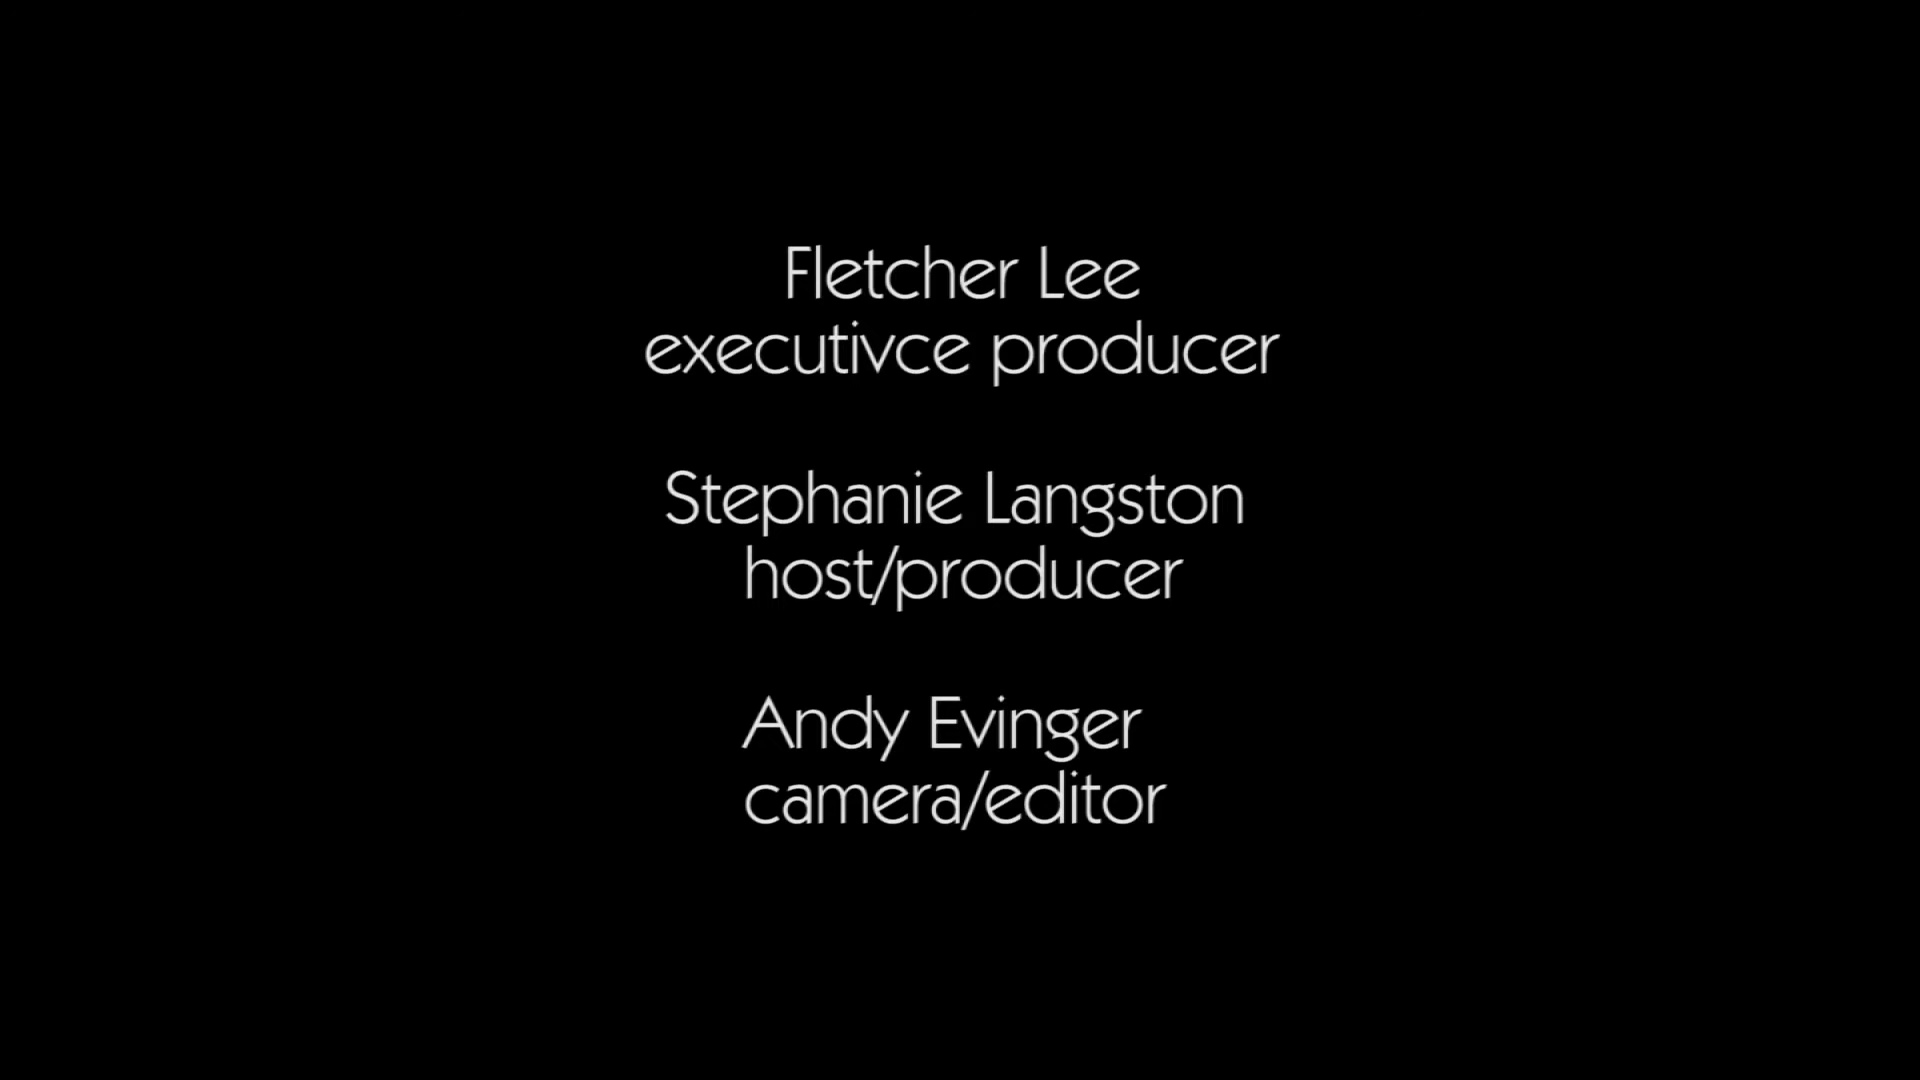 Fletcher Lee
executivce producer
Stephanie Langston
host/producer
Andy Evinger
camera/editor